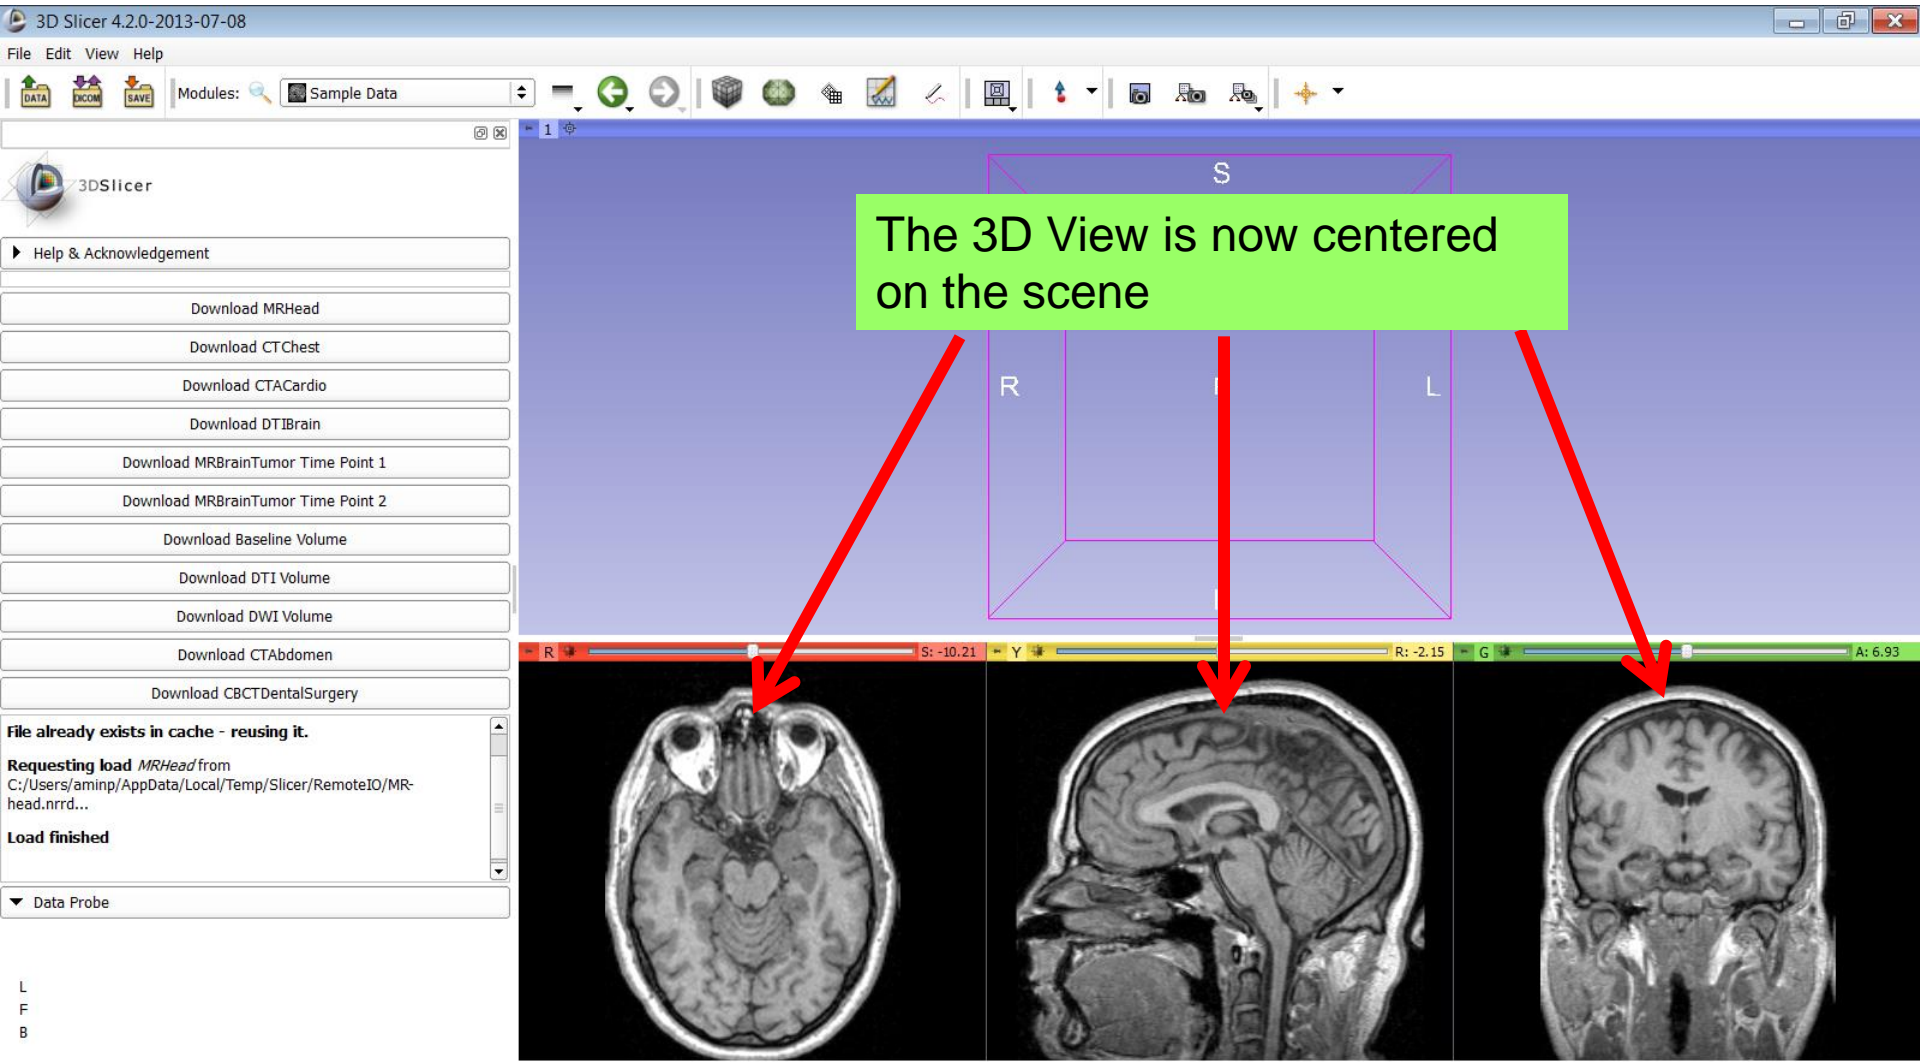 3D Slicer 4.2.0-2013-07-08
File Edit View Help
DATA DICOM SAVE Modules: Sample Data
1
3DSlicer
Help & Acknowledgement
Download MRHead
Download CTChest
Download CTACardio
Download DTIBrain
Download MRBrainTumor Time Point 1
Download MRBrainTumor Time Point 2
Download Baseline Volume
Download DTI Volume
Download DWI Volume
Download CTAbdomen
Download CBCTDentalSurgery
File already exists in cache - reusing it.
Requesting load MRHead from
C:/Users/aminp/AppData/Local/Temp/Slicer/RemoteIO/MR-
head.nrrd...
Load finished
Data Probe
L
F
B
S
The 3D View is now centered
on the scene
R L
R S: -10.21 Y R: -2.15 G A: 6.93